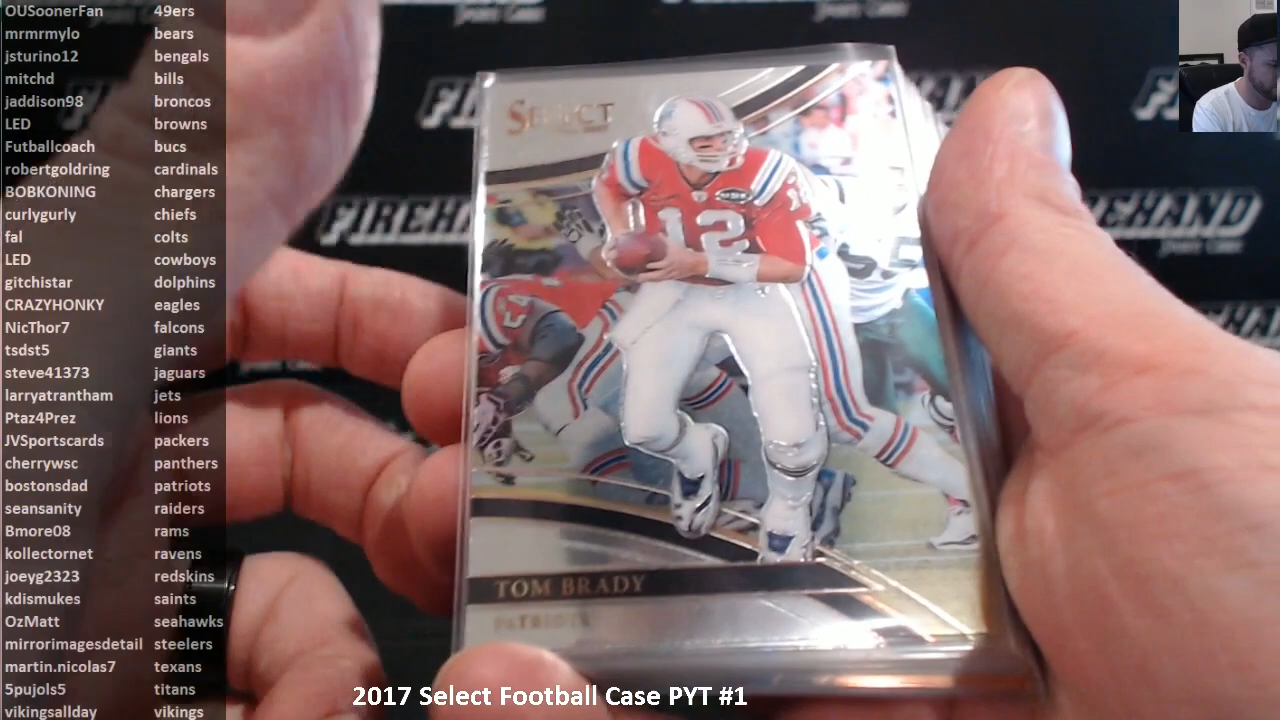 OUSoonerFan 49ers
mrmrmylo bears
jsturino12 bengals
mitchd bills
jaddison98 broncos
LED browns
Futballcoach bucs
robertgoldring cardinals
BOBKONING chargers
curlygurly chiefs
fal colts
LED cowboys
gitchistar dolphins
CRAZYHONKY eagles
NicThor7 falcons
tsdst5 giants
steve41373 jaguars
larryatrantham jets
Ptaz4Prez lions
JVSportscards packers
cherrywsc panthers
bostonsdad patriots
seansanity raiders
Bmore08 rams
kollectornet ravens
joeyg2323 redskins
kdismukes saints
OzMatt seahawks
mirrorimagesdetail steelers
martin.nicolas7 texans
5pujols5 titans
vikingsallday vikings
SELECT
12
TOM BRADY
PATRIOTS
FIREHAND
FIREHAND
2017 Select Football Case PYT #1